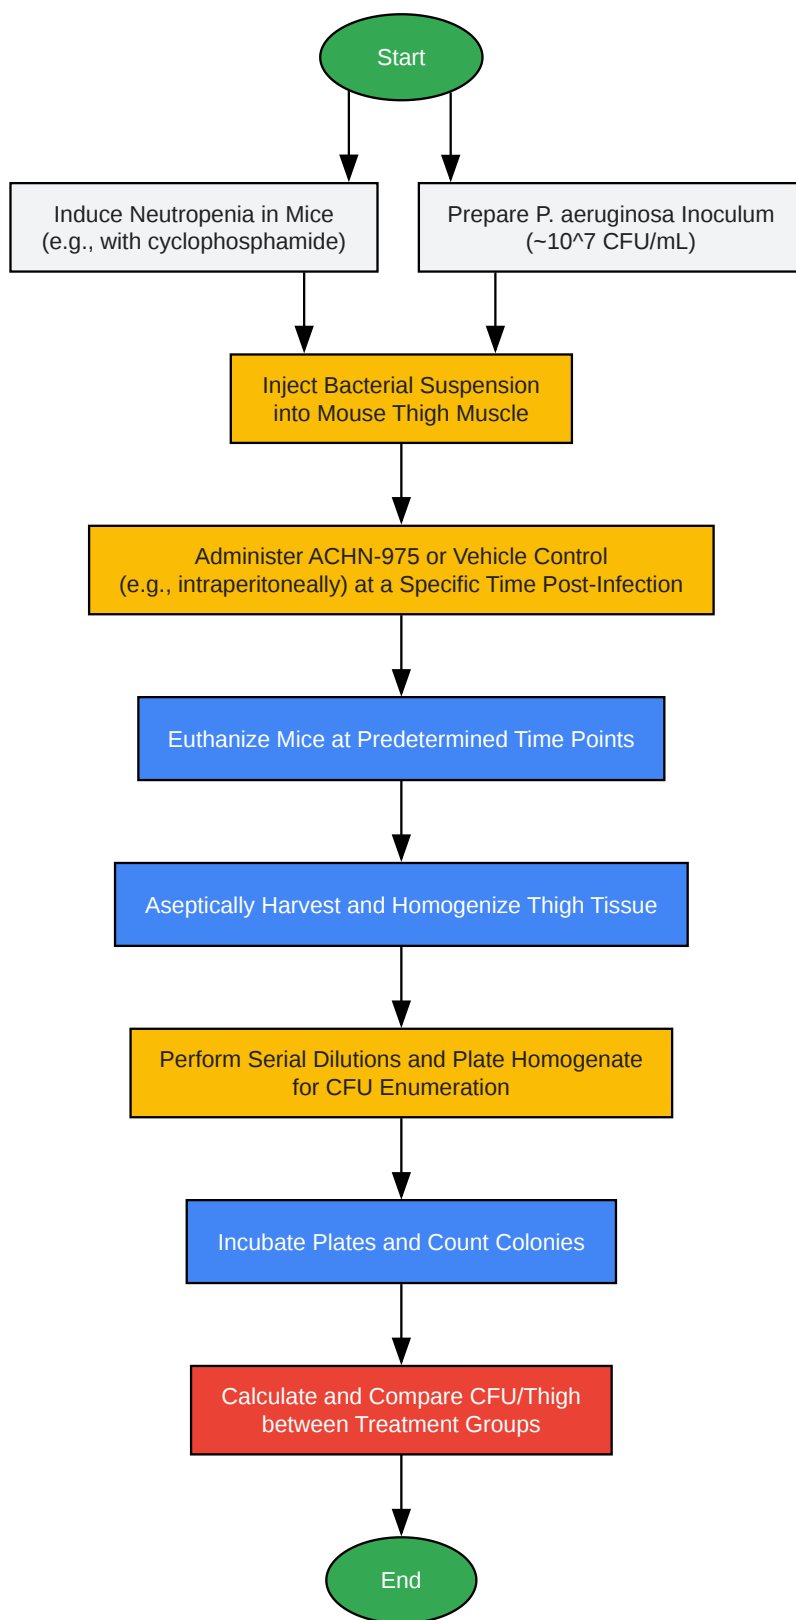 Start
Induce Neutropenia in Mice
(e.g., with cyclophosphamide)
Prepare P. aeruginosa Inoculum
(~10^7 CFU/mL)
Inject Bacterial Suspension
into Mouse Thigh Muscle
Administer ACHN-975 or Vehicle Control
(e.g., intraperitoneally) at a Specific Time Post-Infection
Euthanize Mice at Predetermined Time Points
Aseptically Harvest and Homogenize Thigh Tissue
Perform Serial Dilutions and Plate Homogenate
for CFU Enumeration
Incubate Plates and Count Colonies
Calculate and Compare CFU/Thigh
between Treatment Groups
End